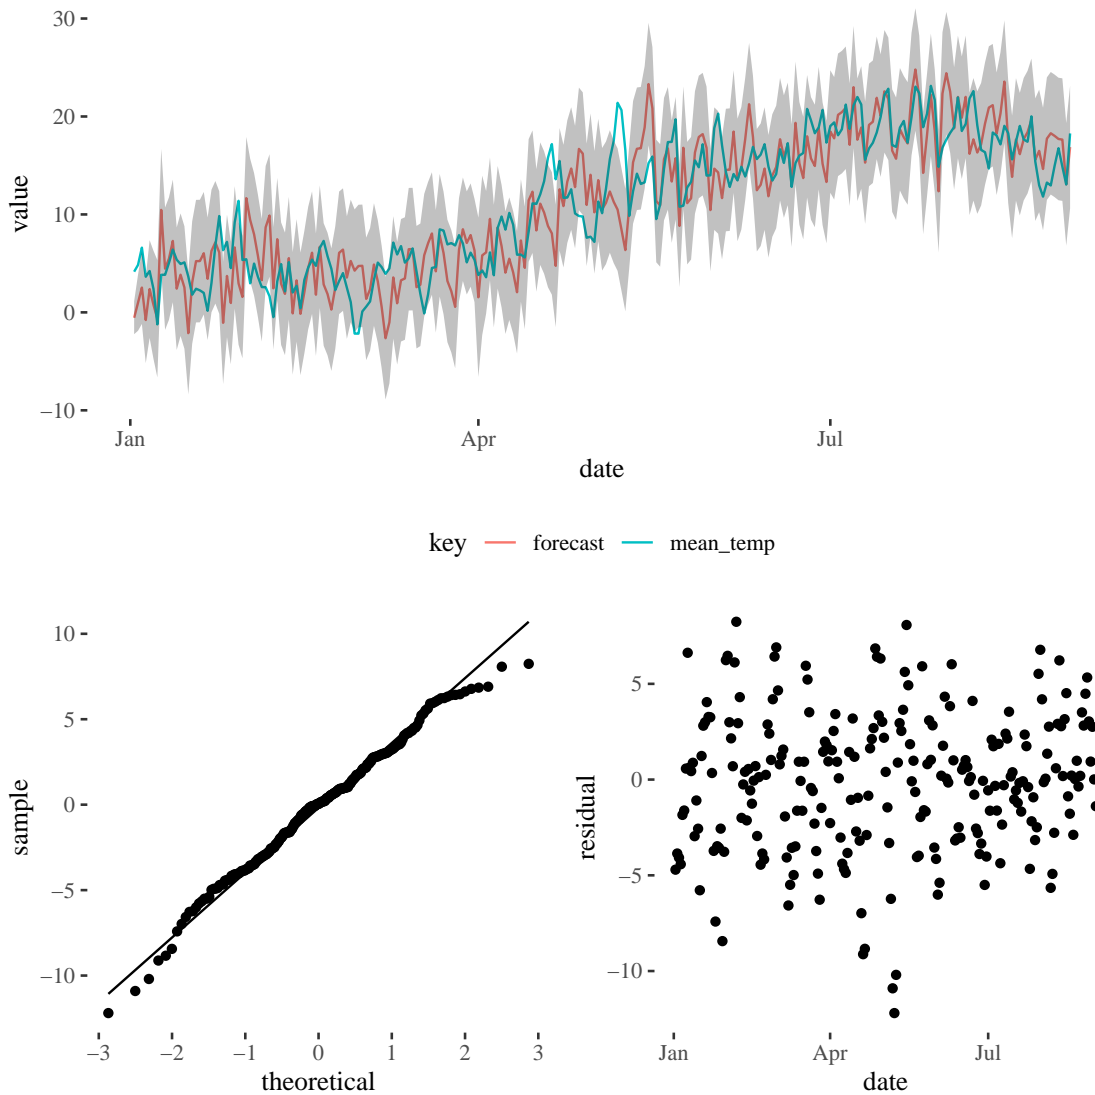 30
20
10
0
−10
value
Jan Apr Jul
date
key forecast mean_temp
10
5
0
−5
−10
sample
−3 −2 −1 0 1 2 3
theoretical
5
0
−5
−10
residual
Jan Apr Jul
date